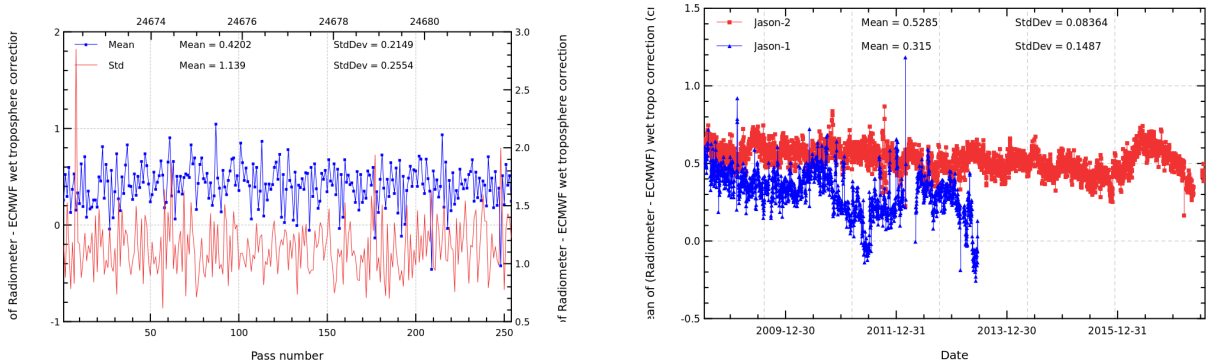 24674 24676 24678 24680
2 3.0
Mean Mean = 0.4202 StdDev = 0.2149
Std Mean = 1.139 StdDev = 0.2554
2.5
1 2.0
1.5
0
1.0
-1 0.5
50 100 150 200 250
Pass number
of Radiometer - ECMWF wet troposphere correction
of Radiometer - ECMWF wet troposphere correction
1.5
Jason-2 Mean = 0.5285 StdDev = 0.08364
Jason-1 Mean = 0.315 StdDev = 0.1487
1.0
0.5
0.0
-0.5
2009-12-30 2011-12-31 2013-12-30 2015-12-31
Date
of (Radiometer - ECMWF) wet tropo correction